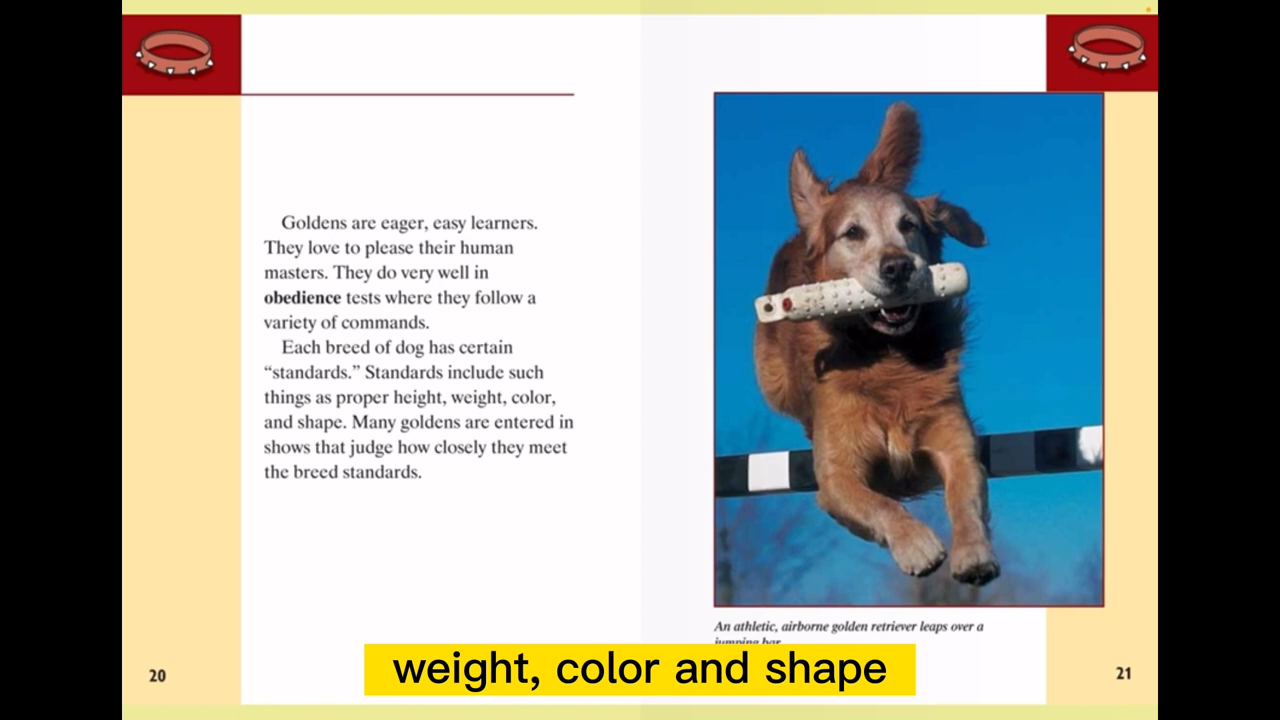 Goldens are eager, easy learners.
They love to please their human
masters. They do very well in
obedience tests where they follow a
variety of commands.
Each breed of dog has certain
“standards.” Standards include such
things as proper height, weight, color,
and shape. Many goldens are entered in
shows that judge how closely they meet
the breed standards.
20
An athletic, airborne golden retriever leaps over a
jumping bar.
21
weight, color and shape